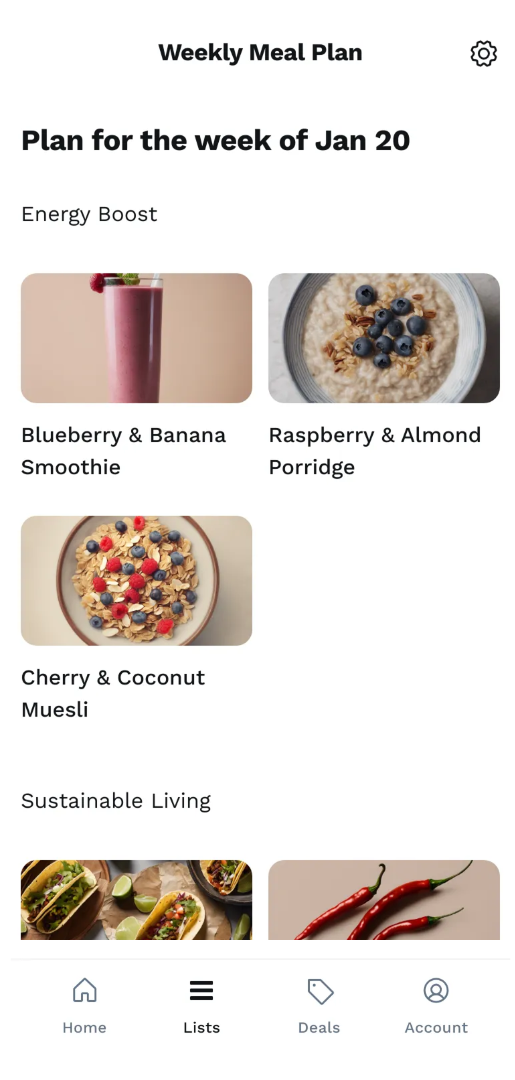 Weekly Meal Plan
Plan for the week of Jan 20
Energy Boost
Blueberry & Banana
Smoothie
Raspberry & Almond
Porridge
Cherry & Coconut
Muesli
Sustainable Living
Home
Lists
Deals
Account